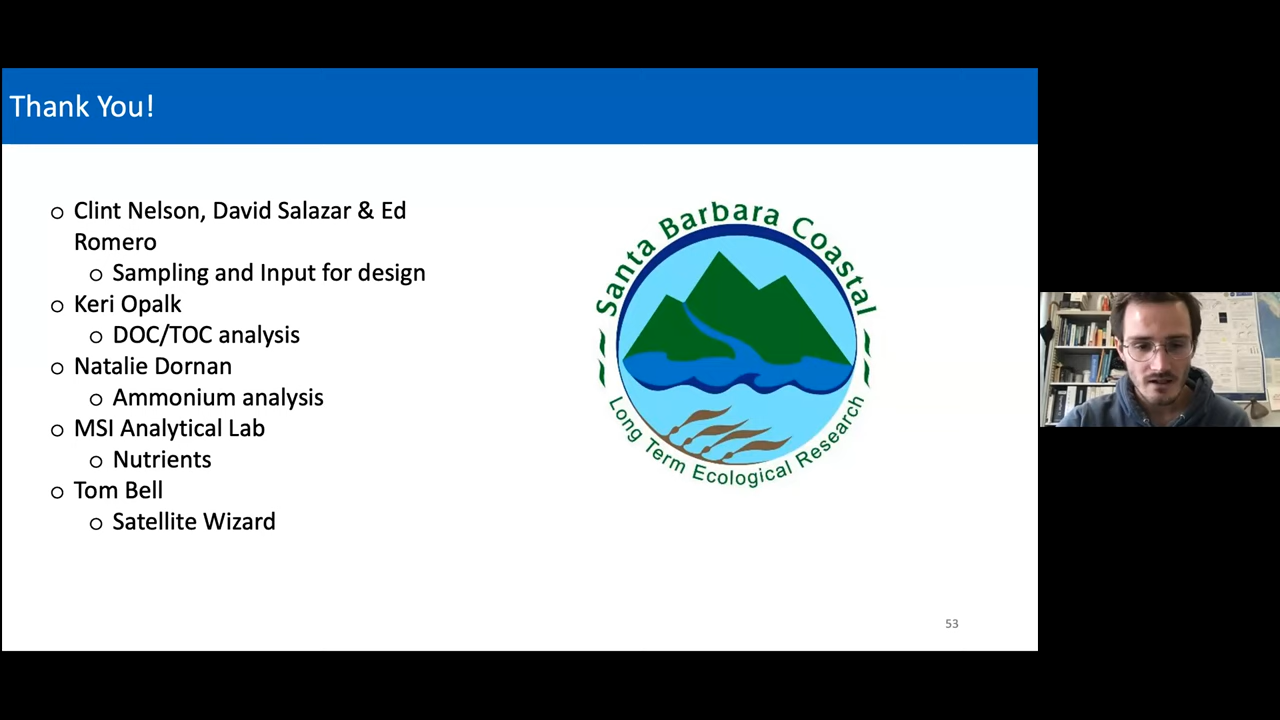 Thank You!
o Clint Nelson, David Salazar & Ed
Romero
o Sampling and Input for design
o Keri Opalk
o DOC/TOC analysis
o Natalie Dornan
o Ammonium analysis
o MSI Analytical Lab
o Nutrients
o Tom Bell
o Satellite Wizard
Santa Barbara Coastal
Long Term Ecological Research
53